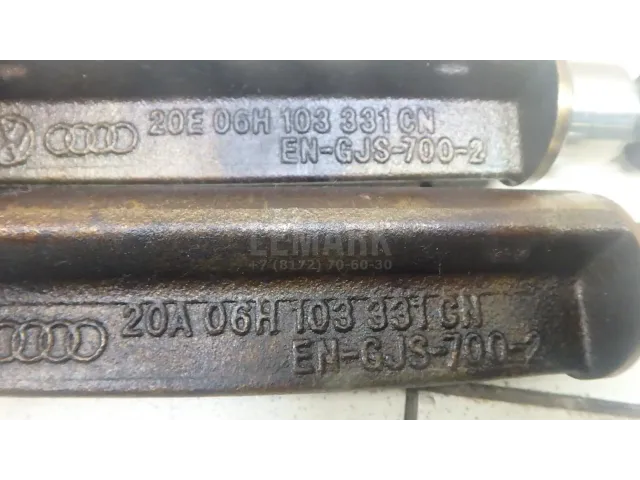 20E 06H 103 331 CN
EN-GJS-700-2
LEMARK
+7 (8172) 70-60-30
20A 06H 103 331 CN
EN-GJS-700-2